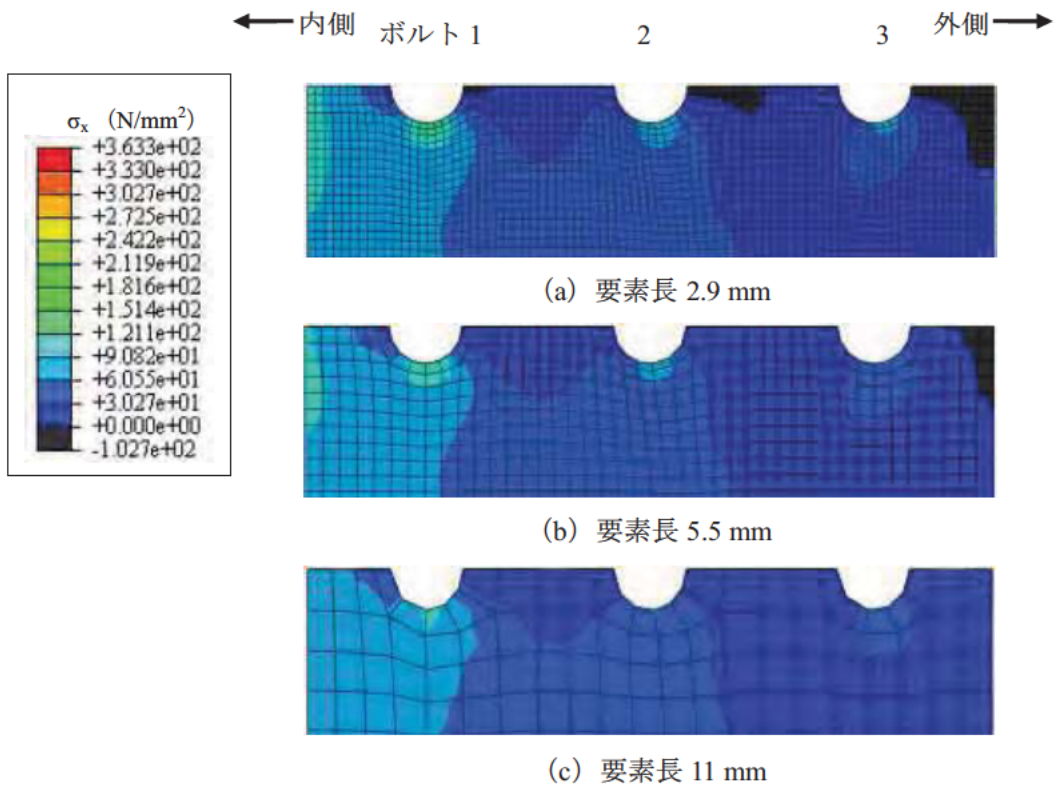 内側 ボルト 1 2 3 外側
σx （N/mm2）
+3.633e+02
+3.330e+02
+3.027e+02
+2.725e+02
+2.422e+02
+2.119e+02
+1.816e+02
+1.514e+02
+1.211e+02
+9.082e+01
+6.055e+01
+3.027e+01
+0.000e+00
-1.027e+02
（a）要素長 2.9 mm
（b）要素長 5.5 mm
（c）要素長 11 mm